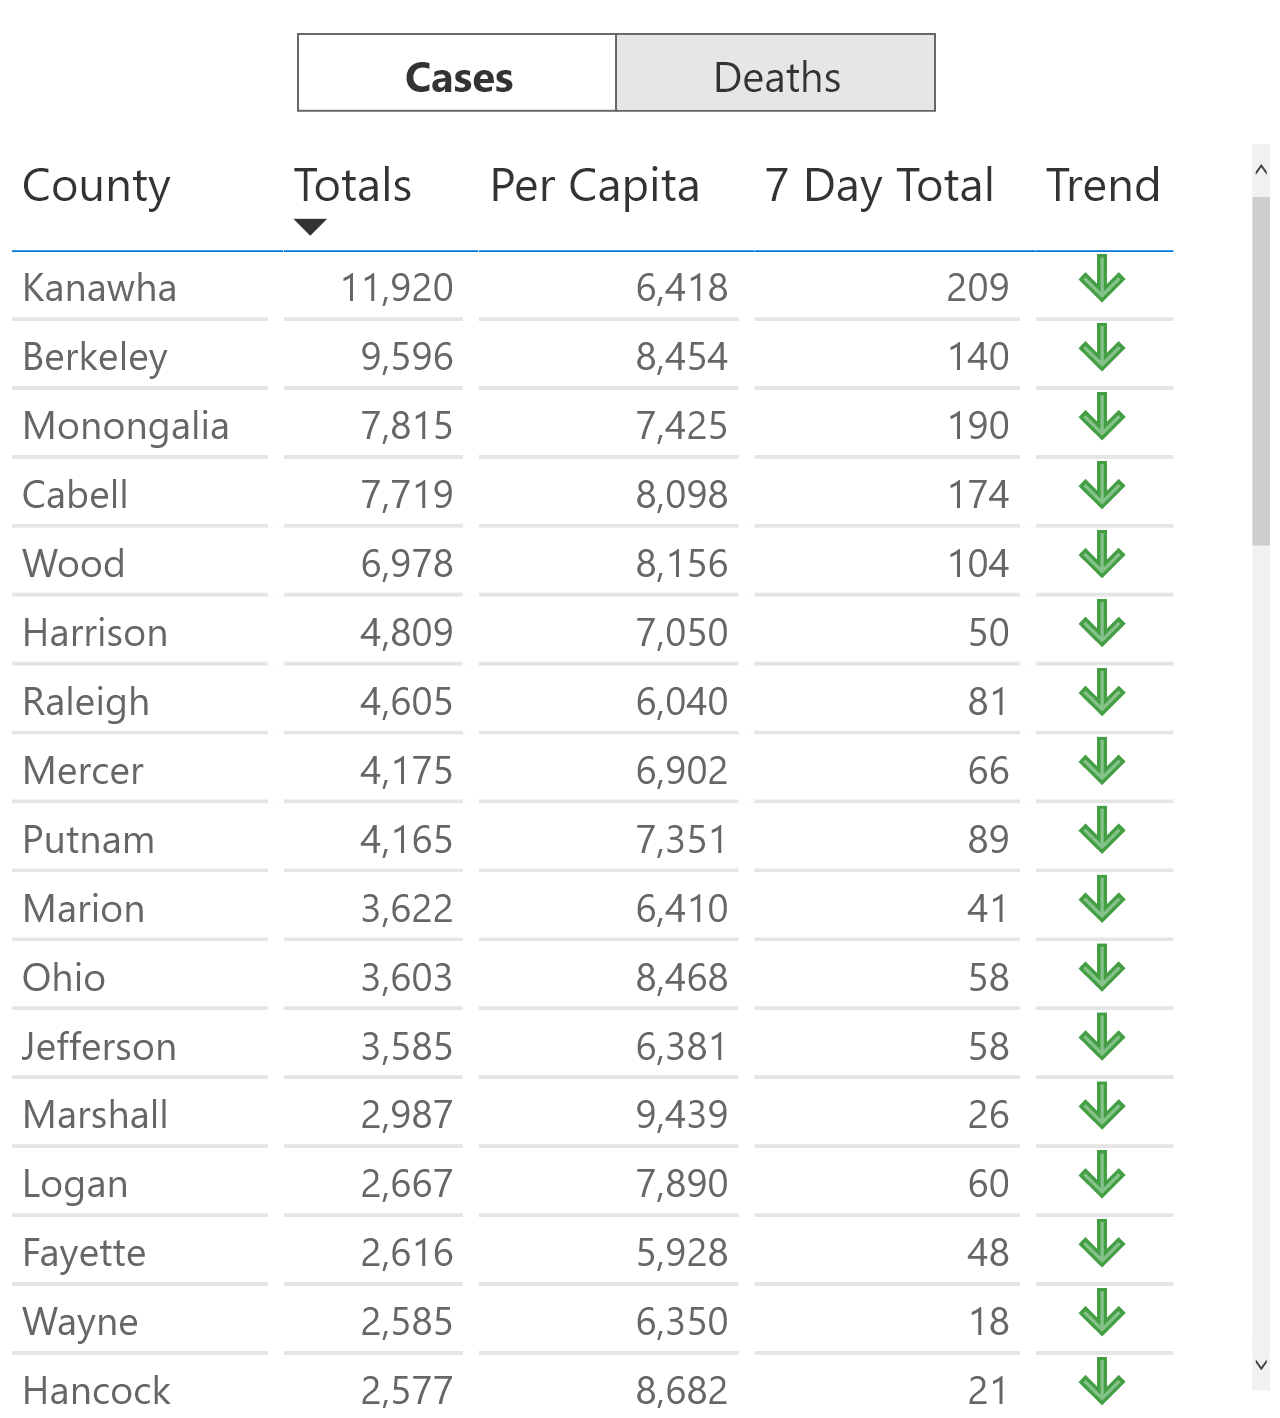 Cases Deaths
County Totals Per Capita 7 Day Total Trend
Kanawha 11,920 6,418 209
Berkeley 9,596 8,454 140
Monongalia 7,815 7,425 190
Cabell 7,719 8,098 174
Wood 6,978 8,156 104
Harrison 4,809 7,050 50
Raleigh 4,605 6,040 81
Mercer 4,175 6,902 66
Putnam 4,165 7,351 89
Marion 3,622 6,410 41
Ohio 3,603 8,468 58
Jefferson 3,585 6,381 58
Marshall 2,987 9,439 26
Logan 2,667 7,890 60
Fayette 2,616 5,928 48
Wayne 2,585 6,350 18
Hancock 2,577 8,682 21